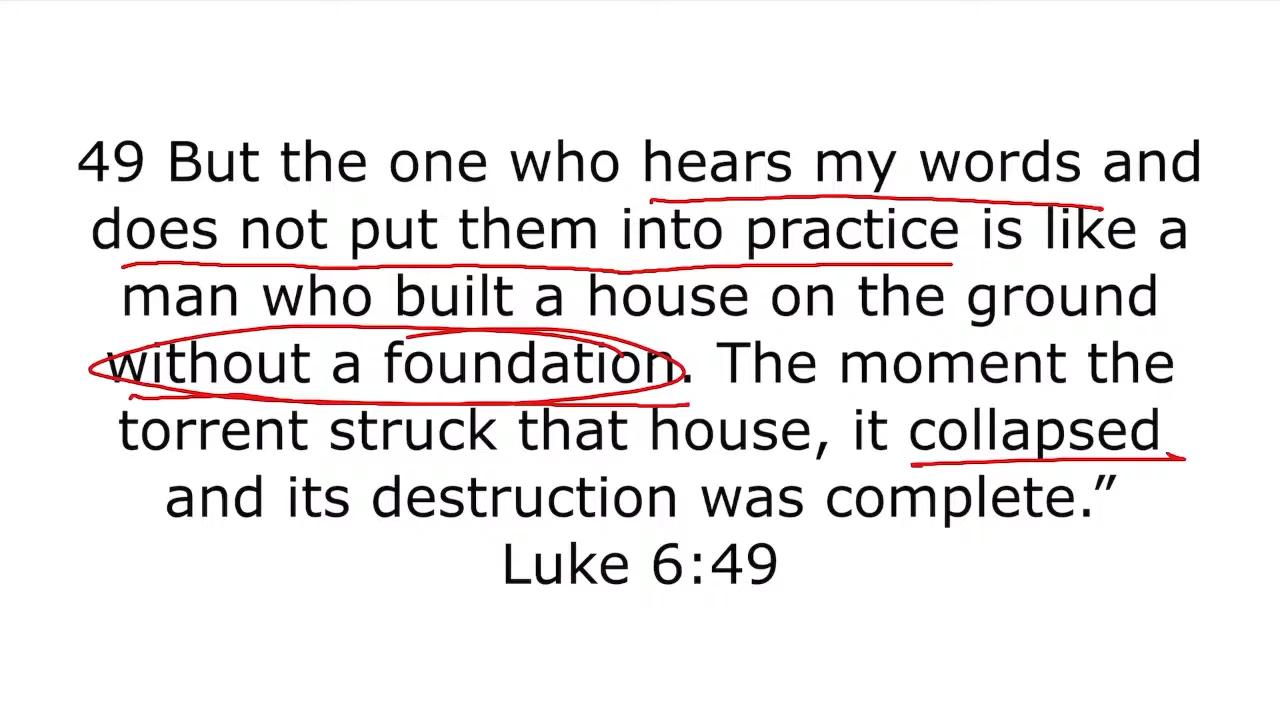 49 But the one who hears my words and
does not put them into practice is like a
man who built a house on the ground
without a foundation. The moment the
torrent struck that house, it collapsed
and its destruction was complete.”
Luke 6:49